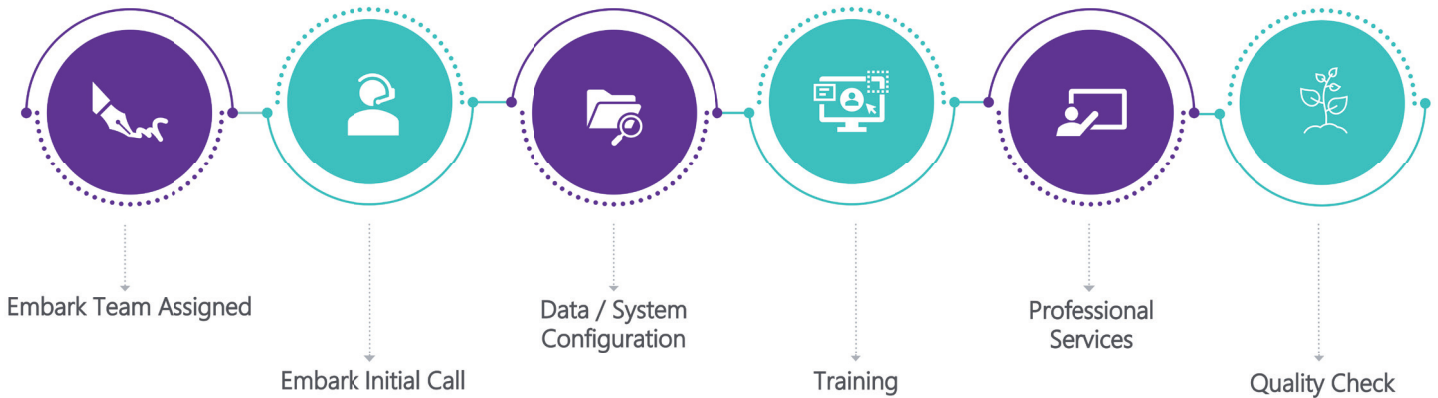 Embark Team Assigned
Embark Initial Call
Data / System
Configuration
Training
Professional
Services
Quality Check